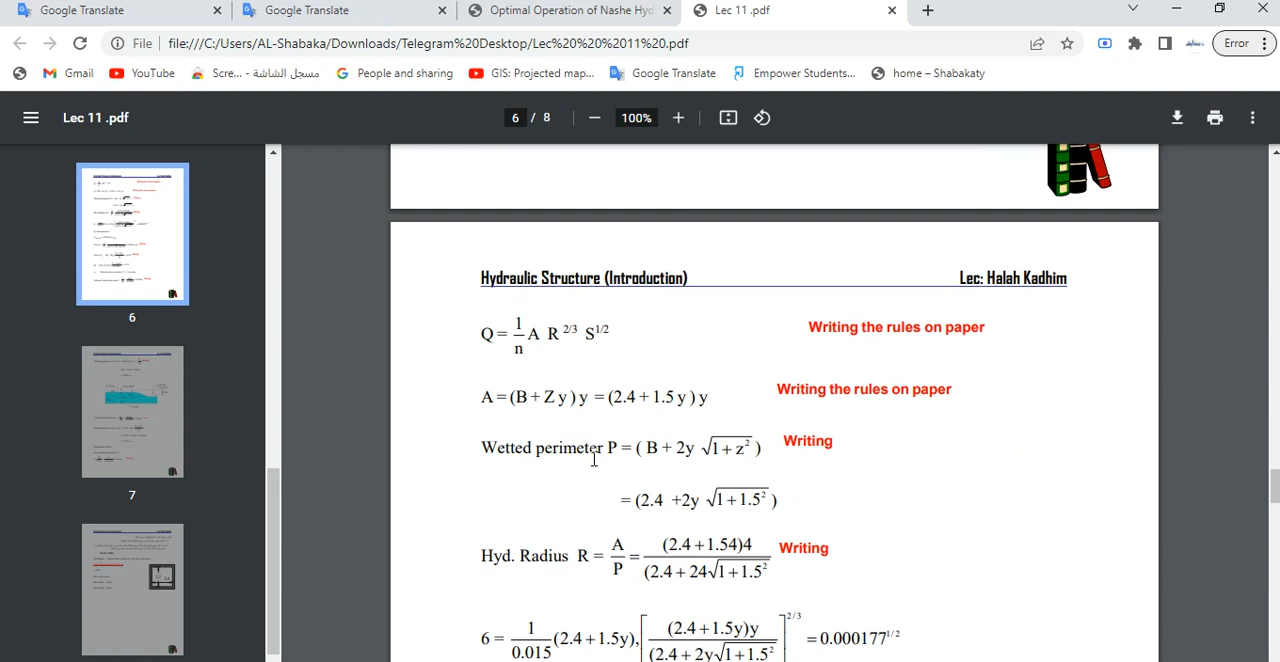 Google Translate
Google Translate
Optimal Operation of Nashe Hyd
Lec 11 .pdf
File
file:///C:/Users/AL-Shabaka/Downloads/Telegram%20Desktop/Lec%20%20%2011%20.pdf
Error
Gmail
YouTube
Scre... - مسجل الشاشة
People and sharing
GIS: Projected map...
Google Translate
Empower Students...
home – Shabakaty
Lec 11 .pdf
6 / 8
100%
6
7
Hydraulic Structure (Introduction)
Lec: Halah Kadhim
Q = 1/n A R^2/3 S^1/2
Writing the rules on paper
A = (B + Z y ) y = (2.4 + 1.5 y ) y
Writing the rules on paper
Wetted perimeter P = ( B + 2y √1 + z² )
Writing
= (2.4 +2y √1 + 1.5² )
Hyd. Radius R = A/P = (2.4 + 1.54)4/(2.4 + 24√1 + 1.5²
Writing
6 = 1/0.015 (2.4 + 1.5y), [(2.4 + 1.5y)y/(2.4 + 2y√1 + 1.5²]^2/3 = 0.000177^1/2